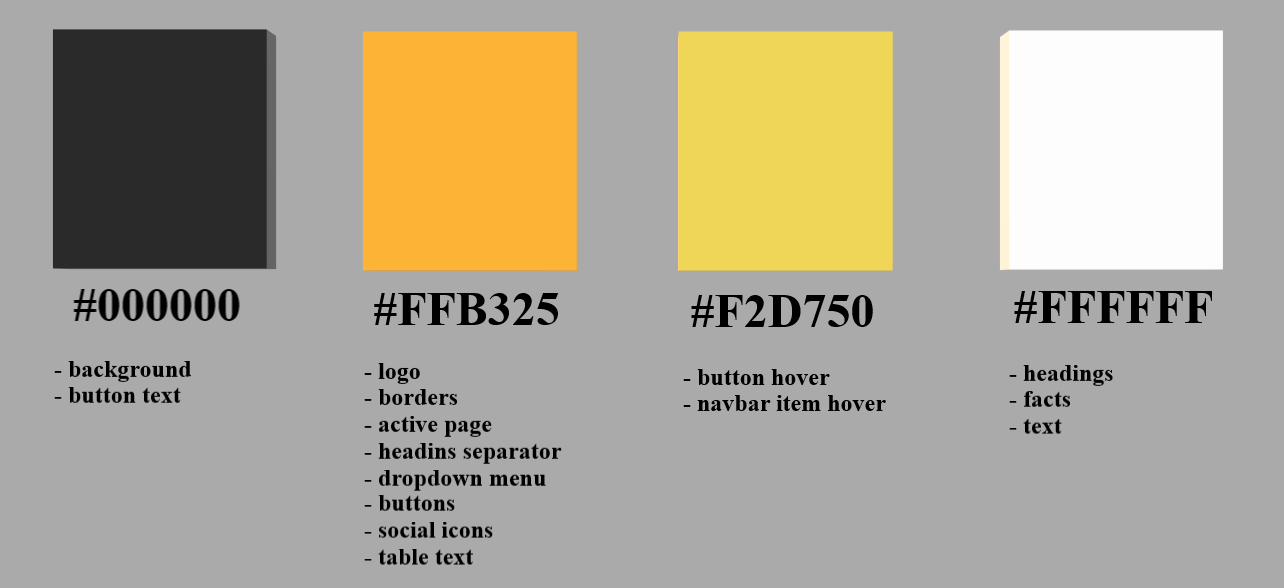 #000000
- background
- button text
#FFB325
- logo
- borders
- active page
- headins separator
- dropdown menu
- buttons
- social icons
- table text
#F2D750
- button hover
- navbar item hover
#FFFFFF
- headings
- facts
- text